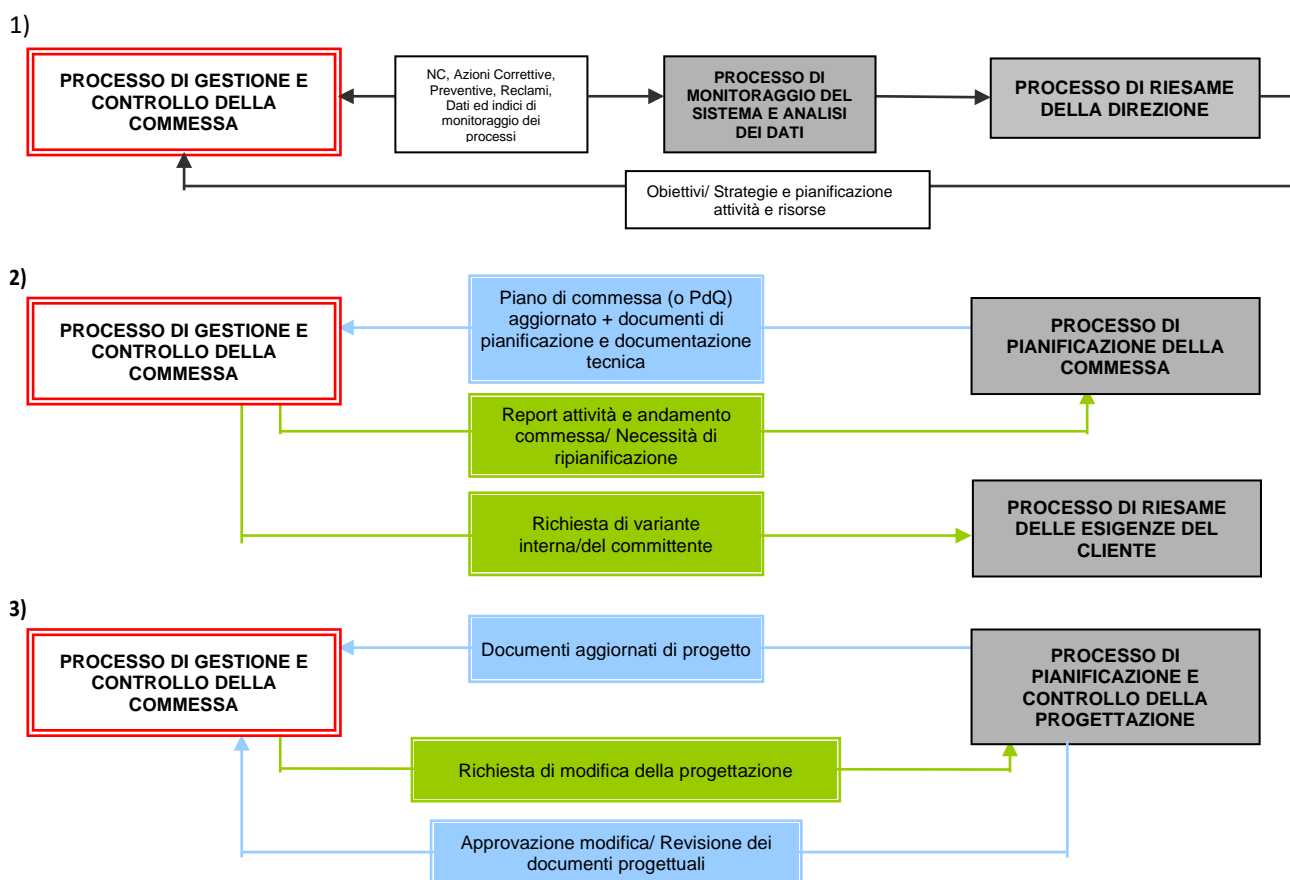 1)
PROCESSO DI GESTIONE E
CONTROLLO DELLA
COMMESSA
NC, Azioni Correttive,
Preventive, Reclami,
Dati ed indici di
monitoraggio dei
processi
PROCESSO DI
MONITORAGGIO DEL
SISTEMA E ANALISI
DEI DATI
PROCESSO DI RIESAME
DELLA DIREZIONE
Obiettivi/ Strategie e pianificazione
attività e risorse
2)
PROCESSO DI GESTIONE E
CONTROLLO DELLA
COMMESSA
Piano di commessa (o PdQ)
aggiornato + documenti di
pianificazione e documentazione
tecnica
PROCESSO DI
PIANIFICAZIONE DELLA
COMMESSA
Report attività e andamento
commessa/ Necessità di
ripianificazione
Richiesta di variante
interna/del committente
PROCESSO DI RIESAME
DELLE ESIGENZE DEL
CLIENTE
3)
PROCESSO DI GESTIONE E
CONTROLLO DELLA
COMMESSA
Documenti aggiornati di progetto
PROCESSO DI
PIANIFICAZIONE E
CONTROLLO DELLA
PROGETTAZIONE
Richiesta di modifica della progettazione
Approvazione modifica/ Revisione dei
documenti progettuali